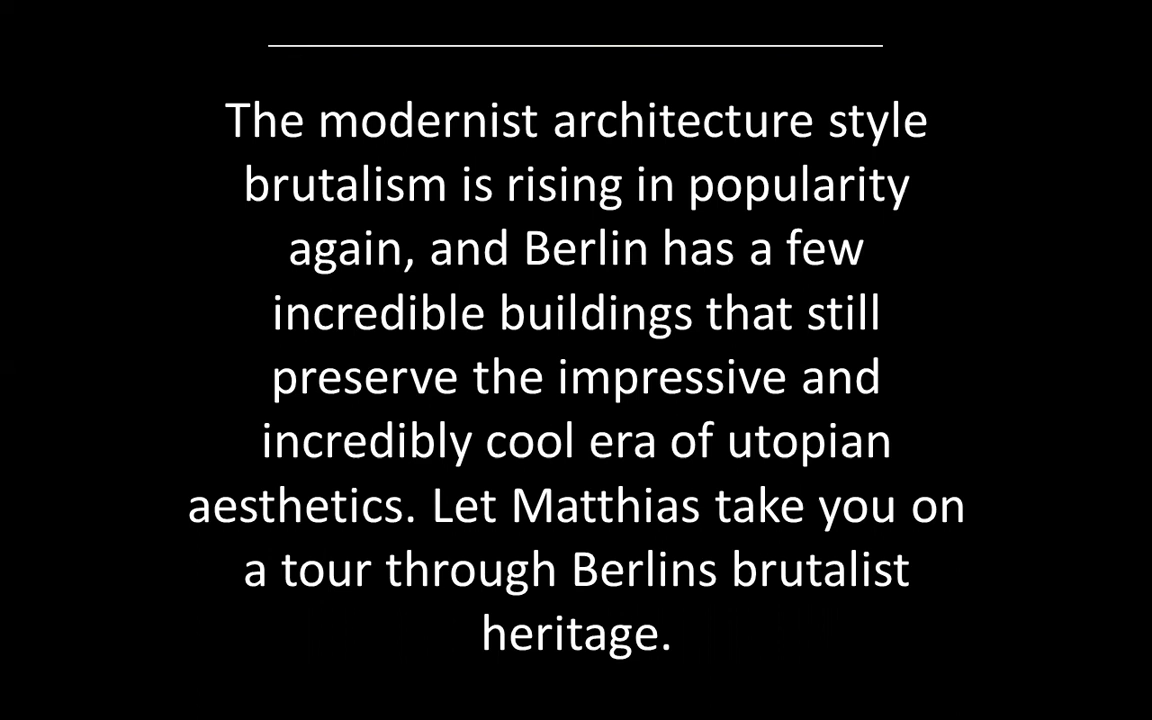 The modernist architecture style
brutalism is rising in popularity
again, and Berlin has a few
incredible buildings that still
preserve the impressive and
incredibly cool era of utopian
aesthetics. Let Matthias take you on
a tour through Berlins brutalist
heritage.